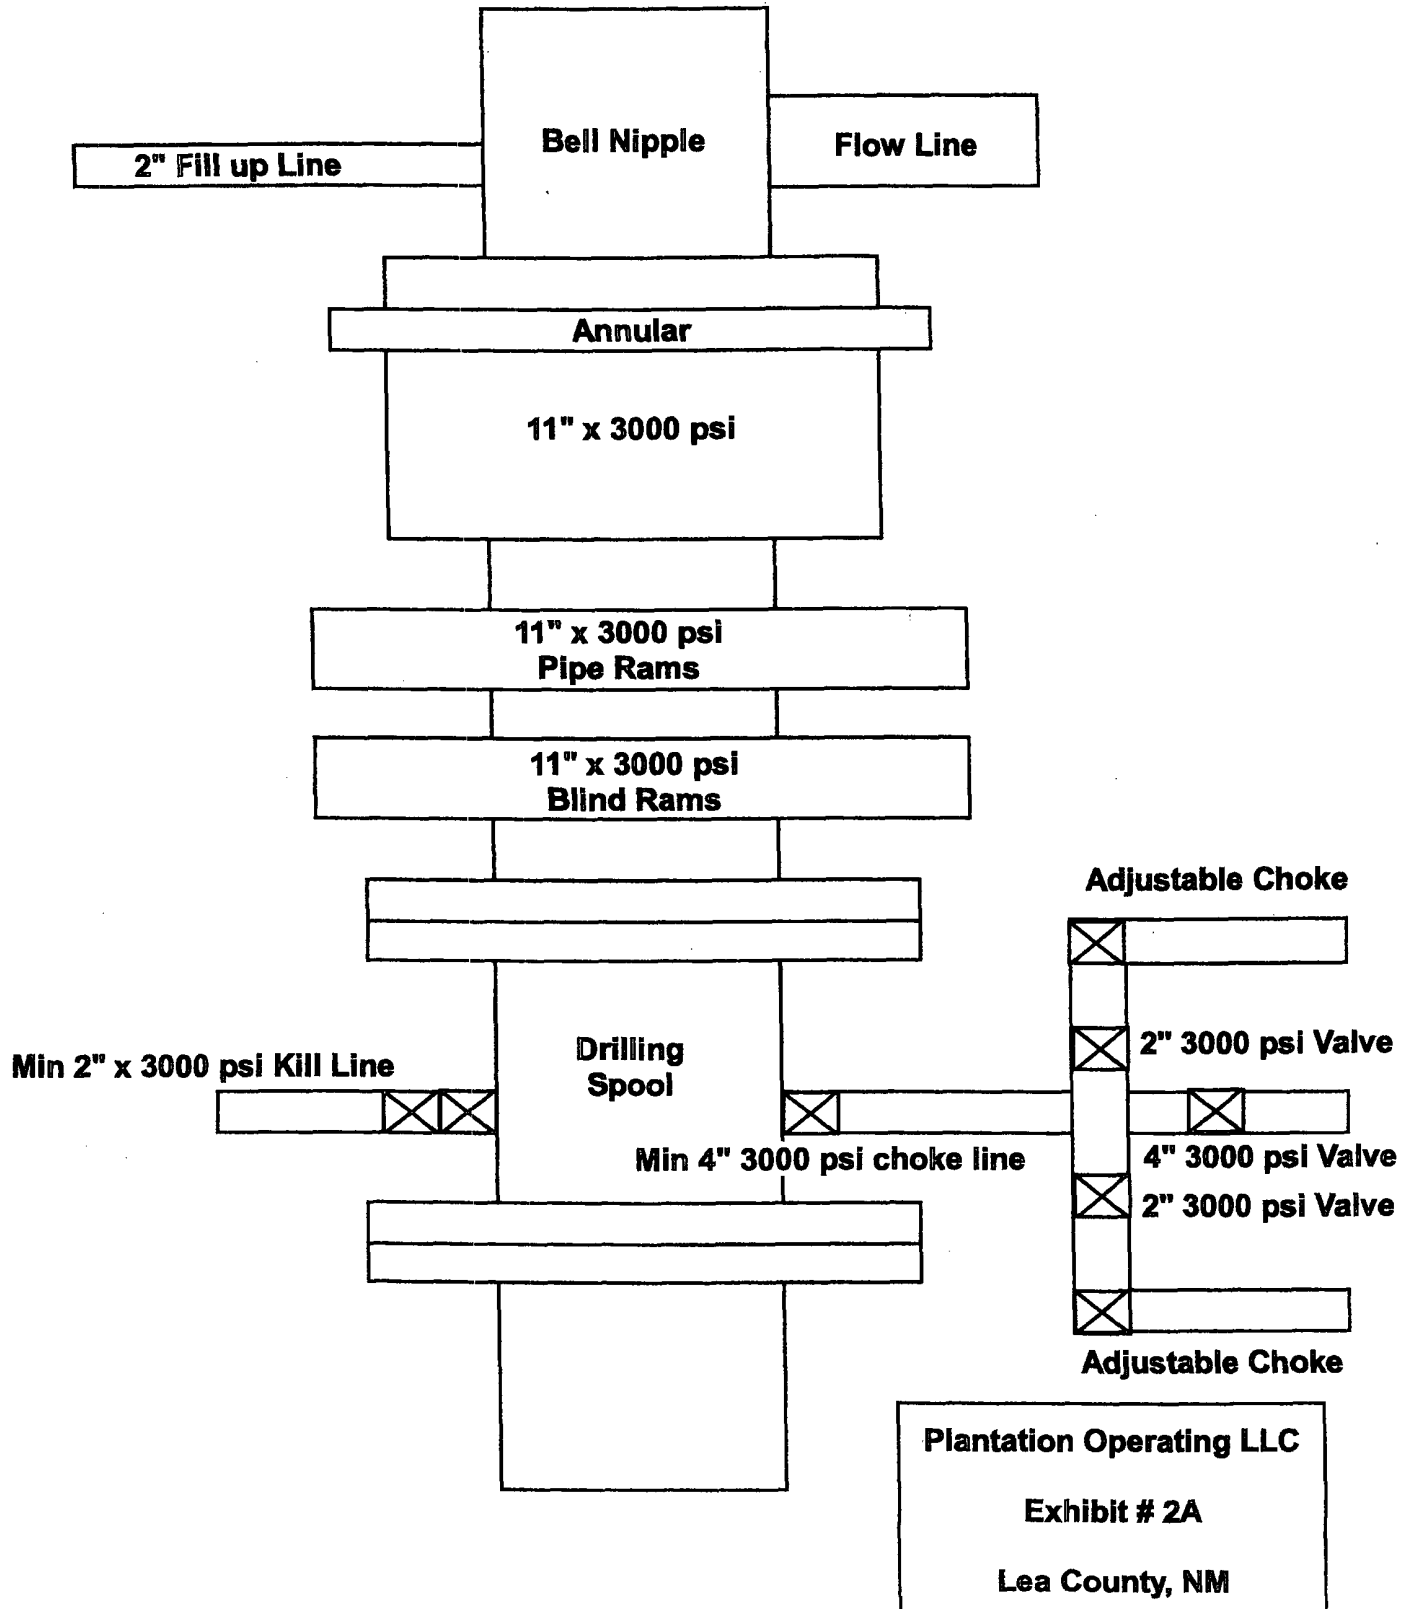 Bell Nipple
Flow Line
2" Fill up Line
Annular
11" x 3000 psi
11" x 3000 psi
Pipe Rams
11" x 3000 psi
Blind Rams
Adjustable Choke
2" 3000 psi Valve
Drilling
Spool
Min 2" x 3000 psi Kill Line
Min 4" 3000 psi choke line
4" 3000 psi Valve
2" 3000 psi Valve
Adjustable Choke
Plantation Operating LLC
Exhibit # 2A
Lea County, NM